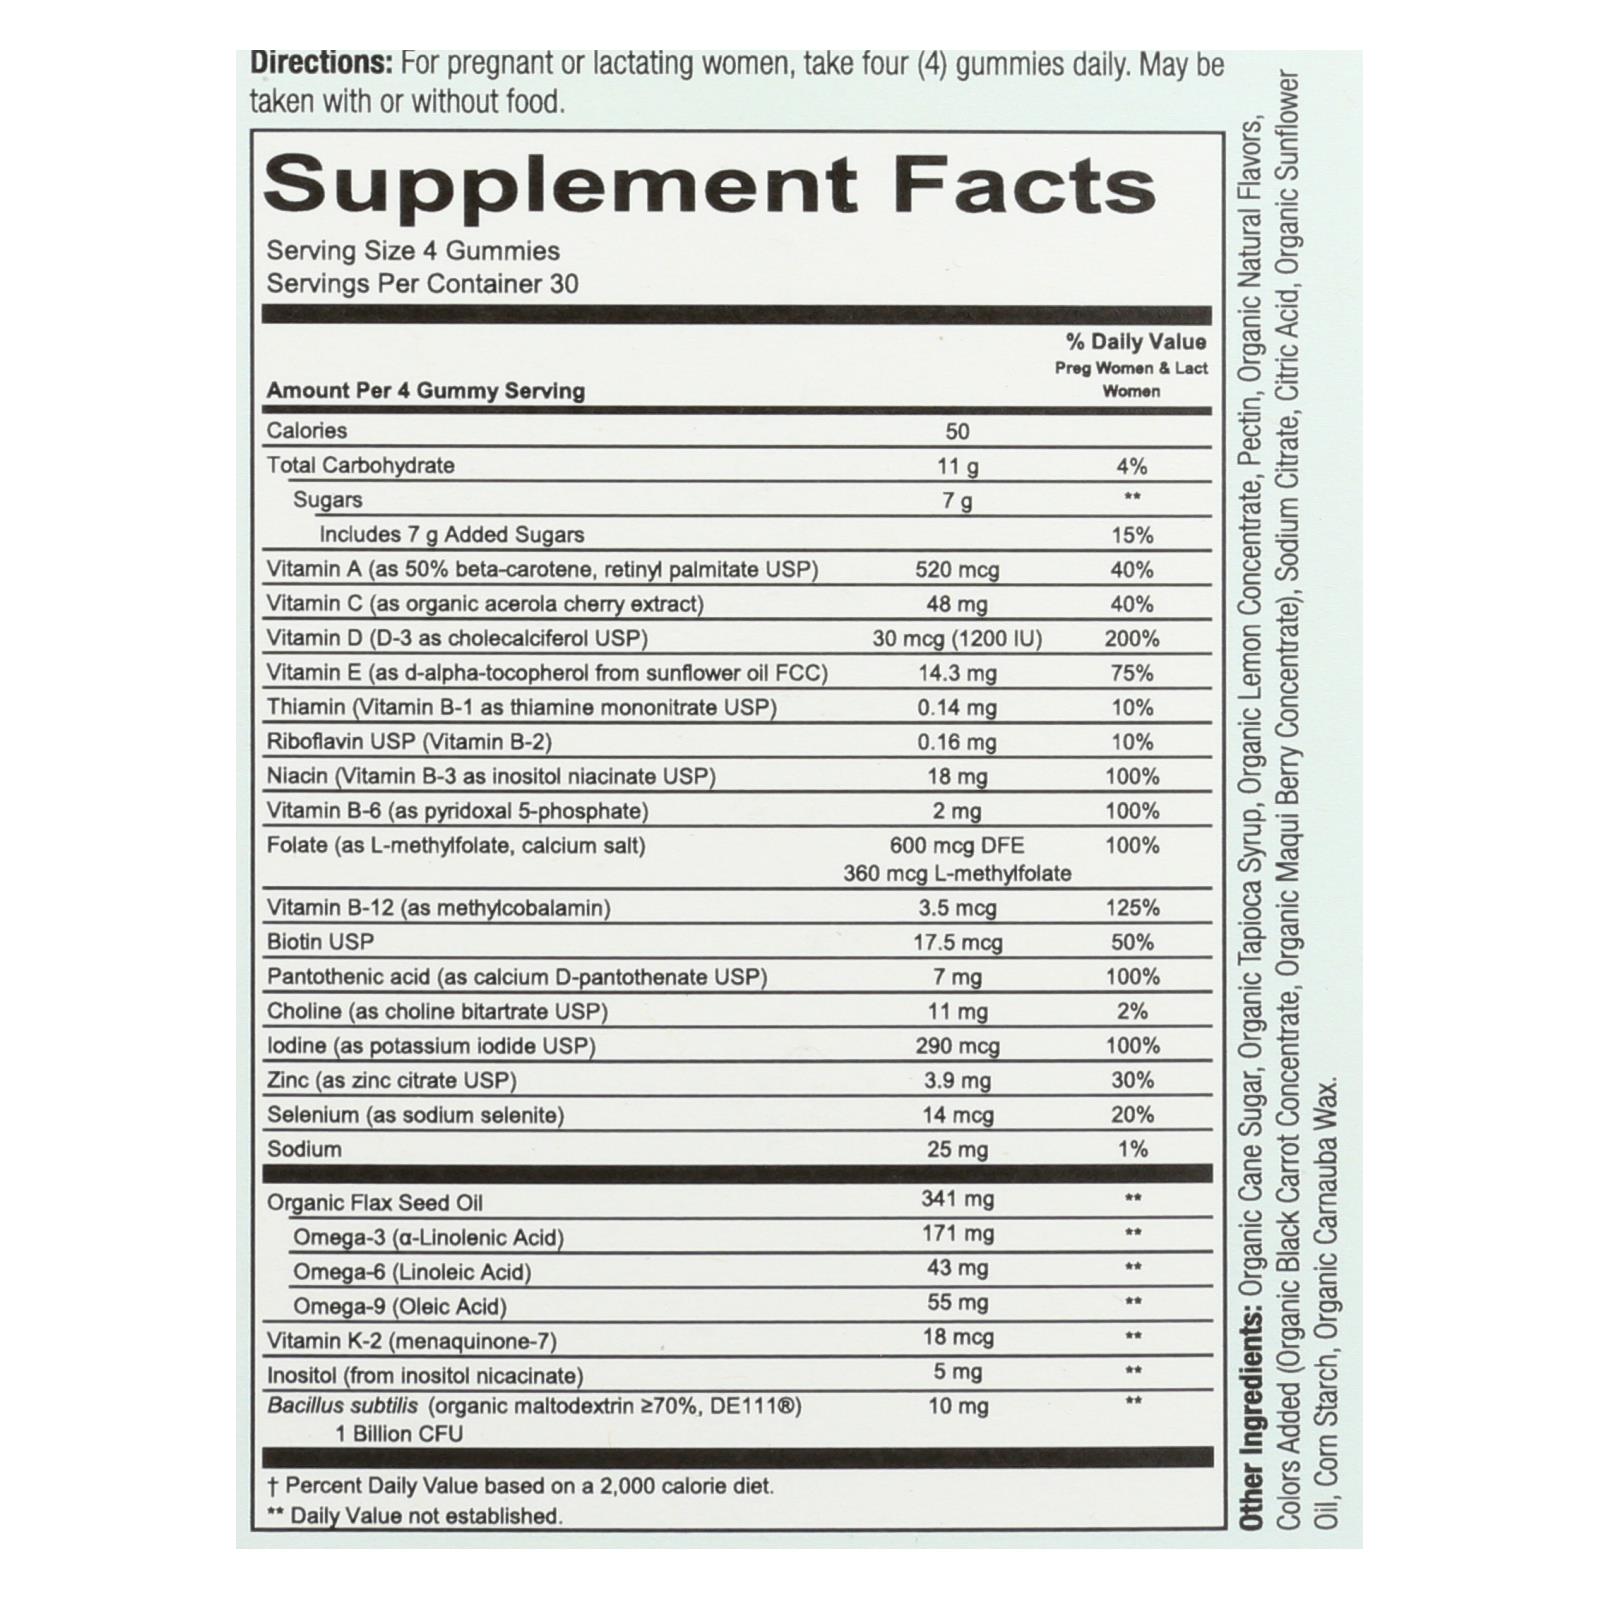 Directions: For pregnant or lactating women, take four (4) gummies daily. May be
taken with or without food.
Supplement Facts
Serving Size 4 Gummies
Servings Per Container 30
% Daily Value
Preg Women & Lact
Women
Amount Per 4 Gummy Serving
Calories 50
Total Carbohydrate 11 g 4%
Sugars 7 g **
Includes 7 g Added Sugars 15%
Vitamin A (as 50% beta-carotene, retinyl palmitate USP) 520 mcg 40%
Vitamin C (as organic acerola cherry extract) 48 mg 40%
Vitamin D (D-3 as cholecalciferol USP) 30 mcg (1200 IU) 200%
Vitamin E (as d-alpha-tocopherol from sunflower oil FCC) 14.3 mg 75%
Thiamin (Vitamin B-1 as thiamine mononitrate USP) 0.14 mg 10%
Riboflavin USP (Vitamin B-2) 0.16 mg 10%
Niacin (Vitamin B-3 as inositol niacinate USP) 18 mg 100%
Vitamin B-6 (as pyridoxal 5-phosphate) 2 mg 100%
Folate (as L-methylfolate, calcium salt) 600 mcg DFE 100%
360 mcg L-methylfolate
Vitamin B-12 (as methylcobalamin) 3.5 mcg 125%
Biotin USP 17.5 mcg 50%
Pantothenic acid (as calcium D-pantothenate USP) 7 mg 100%
Choline (as choline bitartrate USP) 11 mg 2%
Iodine (as potassium iodide USP) 290 mcg 100%
Zinc (as zinc citrate USP) 3.9 mg 30%
Selenium (as sodium selenite) 14 mcg 20%
Sodium 25 mg 1%
Organic Flax Seed Oil 341 mg **
Omega-3 (α-Linolenic Acid) 171 mg **
Omega-6 (Linoleic Acid) 43 mg **
Omega-9 (Oleic Acid) 55 mg **
Vitamin K-2 (menaquinone-7) 18 mcg **
Inositol (from inositol nicacinate) 5 mg **
Bacillus subtilis (organic maltodextrin ≥70%, DE111®) 10 mg **
1 Billion CFU
† Percent Daily Value based on a 2,000 calorie diet.
** Daily Value not established.
Other Ingredients: Organic Cane Sugar, Organic Tapioca Syrup, Organic Lemon Concentrate, Pectin, Organic Natural Flavors,
Colors Added (Organic Black Carrot Concentrate, Organic Maqui Berry Concentrate), Sodium Citrate, Citric Acid, Organic Sunflower
Oil, Corn Starch, Organic Carnauba Wax.